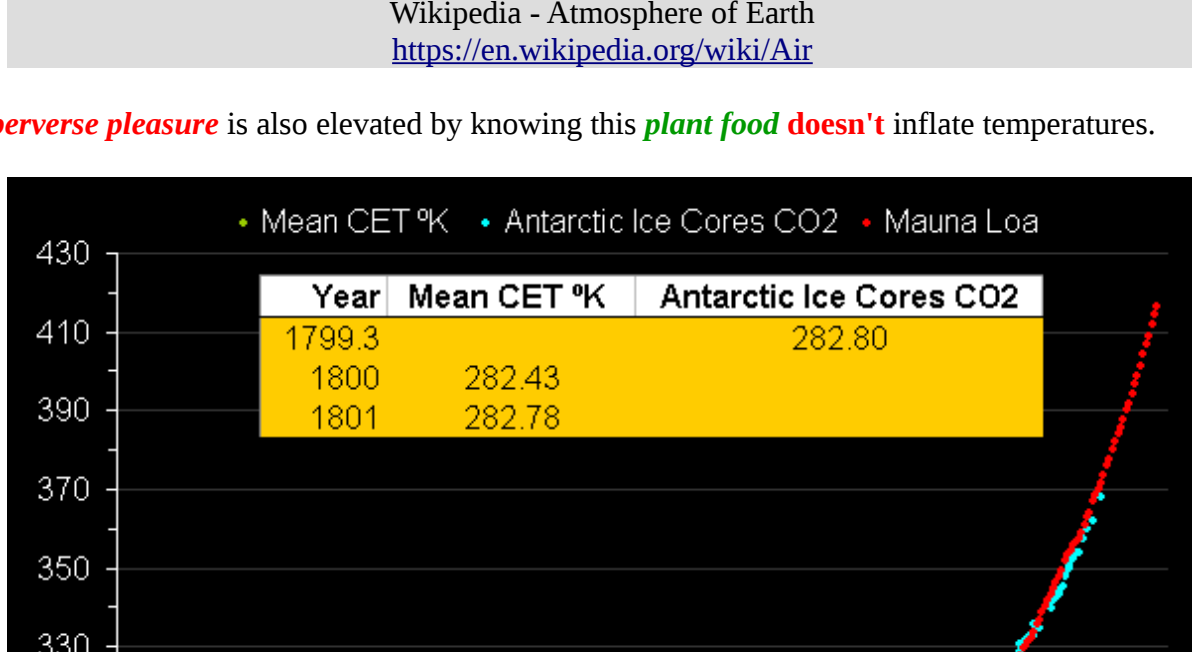 Wikipedia - Atmosphere of Earth
https://en.wikipedia.org/wiki/Air
perverse pleasure is also elevated by knowing this plant food doesn't inflate temperatures.
Mean CET ºK Antarctic Ice Cores CO2 Mauna Loa
430
Year Mean CET ºK Antarctic Ice Cores CO2
410
1799.3 282.80
1800 282.43
390
1801 282.78
370
350
330